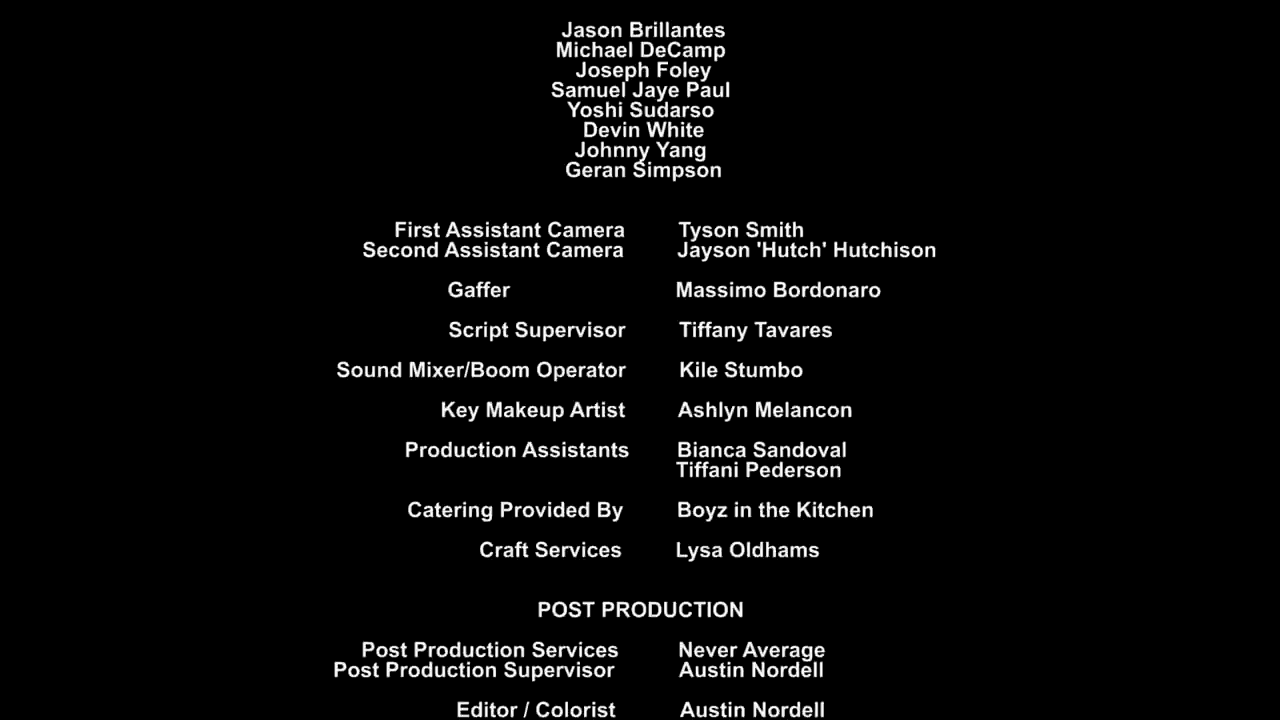 Jason Brillantes
Michael DeCamp
Joseph Foley
Samuel Jaye Paul
Yoshi Sudarso
Devin White
Johnny Yang
Geran Simpson
First Assistant Camera Tyson Smith
Second Assistant Camera Jayson 'Hutch' Hutchison
Gaffer Massimo Bordonaro
Script Supervisor Tiffany Tavares
Sound Mixer/Boom Operator Kile Stumbo
Key Makeup Artist Ashlyn Melancon
Production Assistants Bianca Sandoval
Tiffani Pederson
Catering Provided By Boyz in the Kitchen
Craft Services Lysa Oldhams
POST PRODUCTION
Post Production Services Never Average
Post Production Supervisor Austin Nordell
Editor / Colorist Austin Nordell